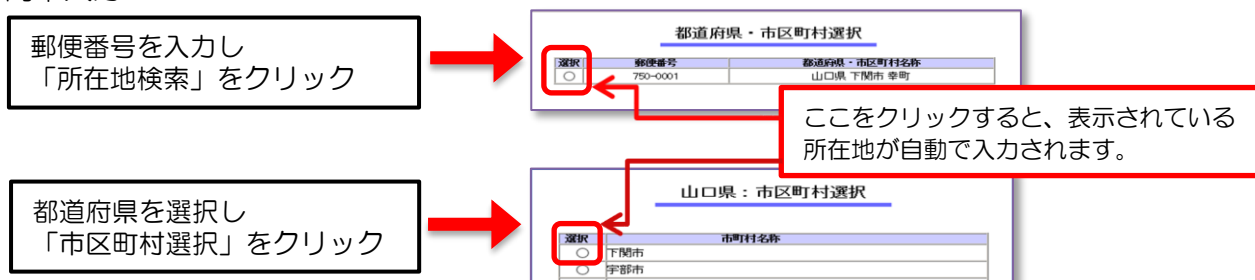 郵便番号を入力し
「所在地検索」をクリック
都道府県・市区町村選択
選択 郵便番号 都道府県・市区町村名称
750-0001 山口県 下関市 幸町
ここをクリックすると、表示されている
所在地が自動で入力されます。
都道府県を選択し
「市区町村選択」をクリック
山口県：市区町村選択
選択 市町村名称
下関市
宇部市